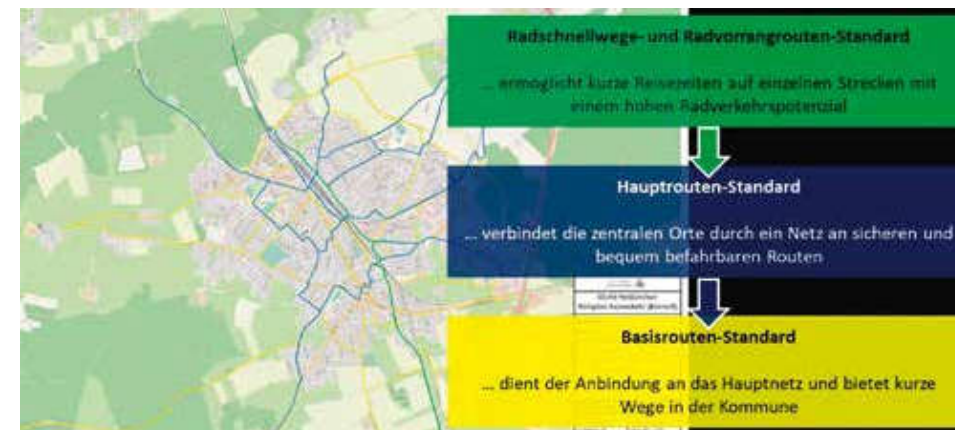 Radschnellwege- und Radvorrangrouten-Standard
... ermöglicht kurze Reisezeiten auf einzelnen Strecken mit
einem hohen Radverkehrspotenzial
Hauptrouten-Standard
... verbindet die zentralen Orte durch ein Netz an sicheren und
bequem befahrbaren Routen
Basisrouten-Standard
... dient der Anbindung an das Hauptnetz und bietet kurze
Wege in der Kommune